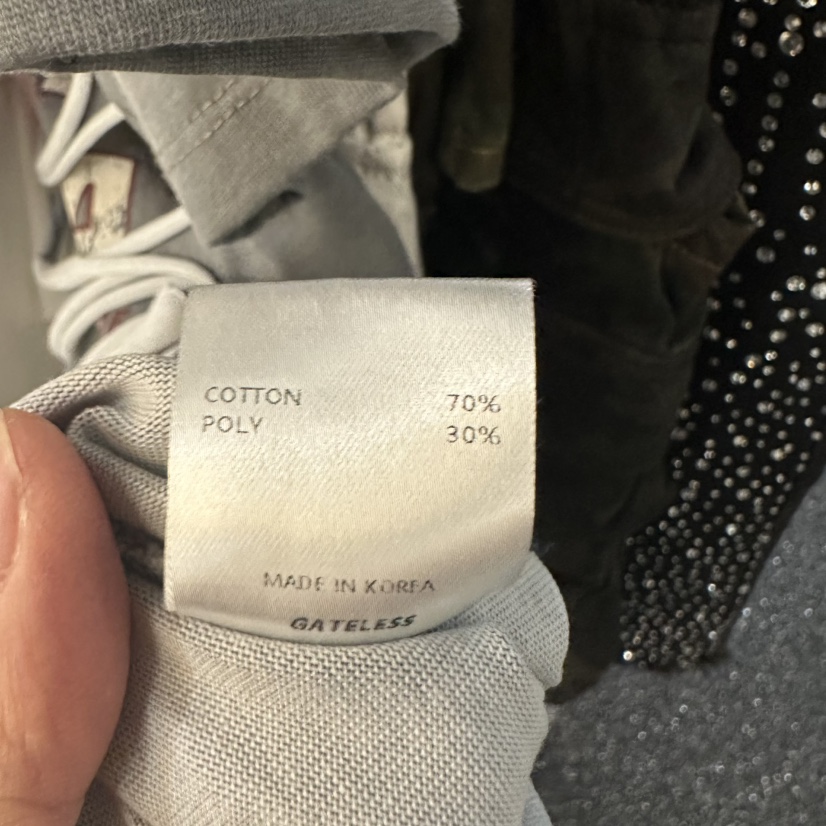 COTTON 70%
POLY 30%
MADE IN KOREA
GATELESS